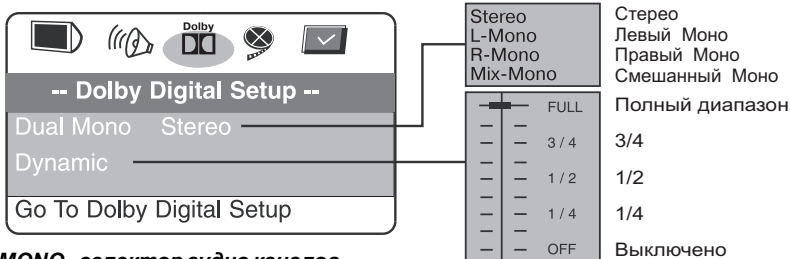 Dolby
-- Dolby Digital Setup --
Dual Mono Stereo
Dynamic
Go To Dolby Digital Setup
Stereo
L-Mono
R-Mono
Mix-Mono
Стерео
Левый Моно
Правый Моно
Смешанный Моно
FULL
3 / 4
1 / 2
1 / 4
OFF
Полный диапазон
3/4
1/2
1/4
Выключено
MONO